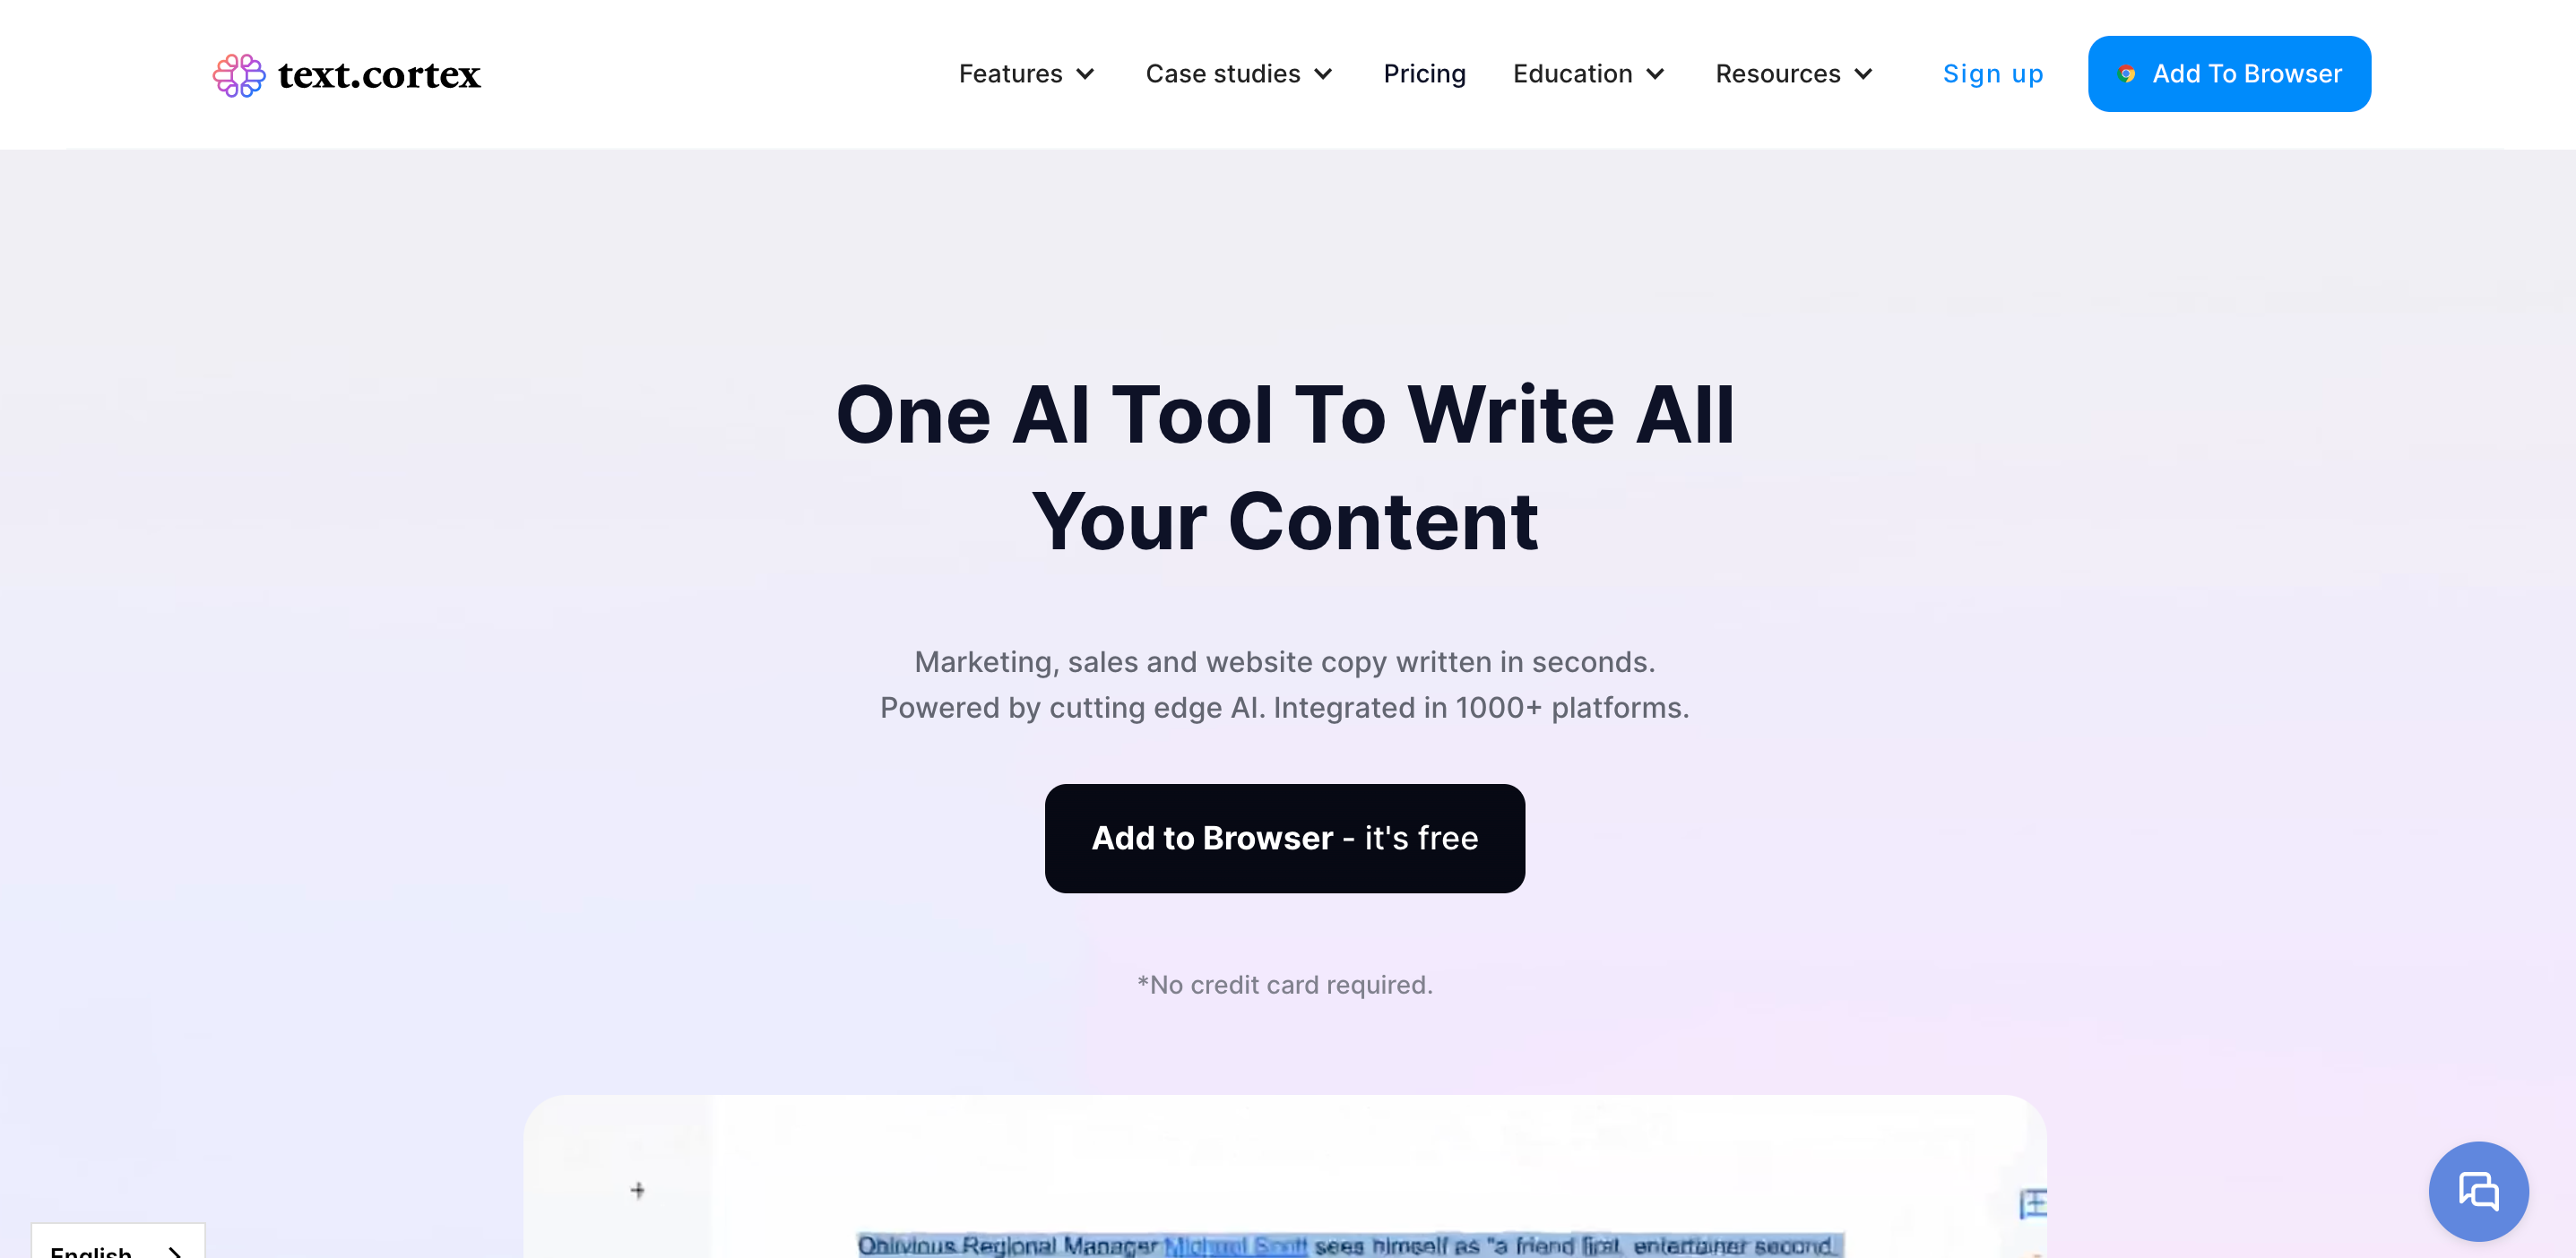 text.cortex
Features
Case studies
Pricing
Education
Resources
Sign up
Add To Browser
One AI Tool To Write All
Your Content
Marketing, sales and website copy written in seconds.
Powered by cutting edge AI. Integrated in 1000+ platforms.
Add to Browser - it's free
*No credit card required.
Oblivious Regional Manager Michael Scott sees himself as "a friend first, entertainer second,
English